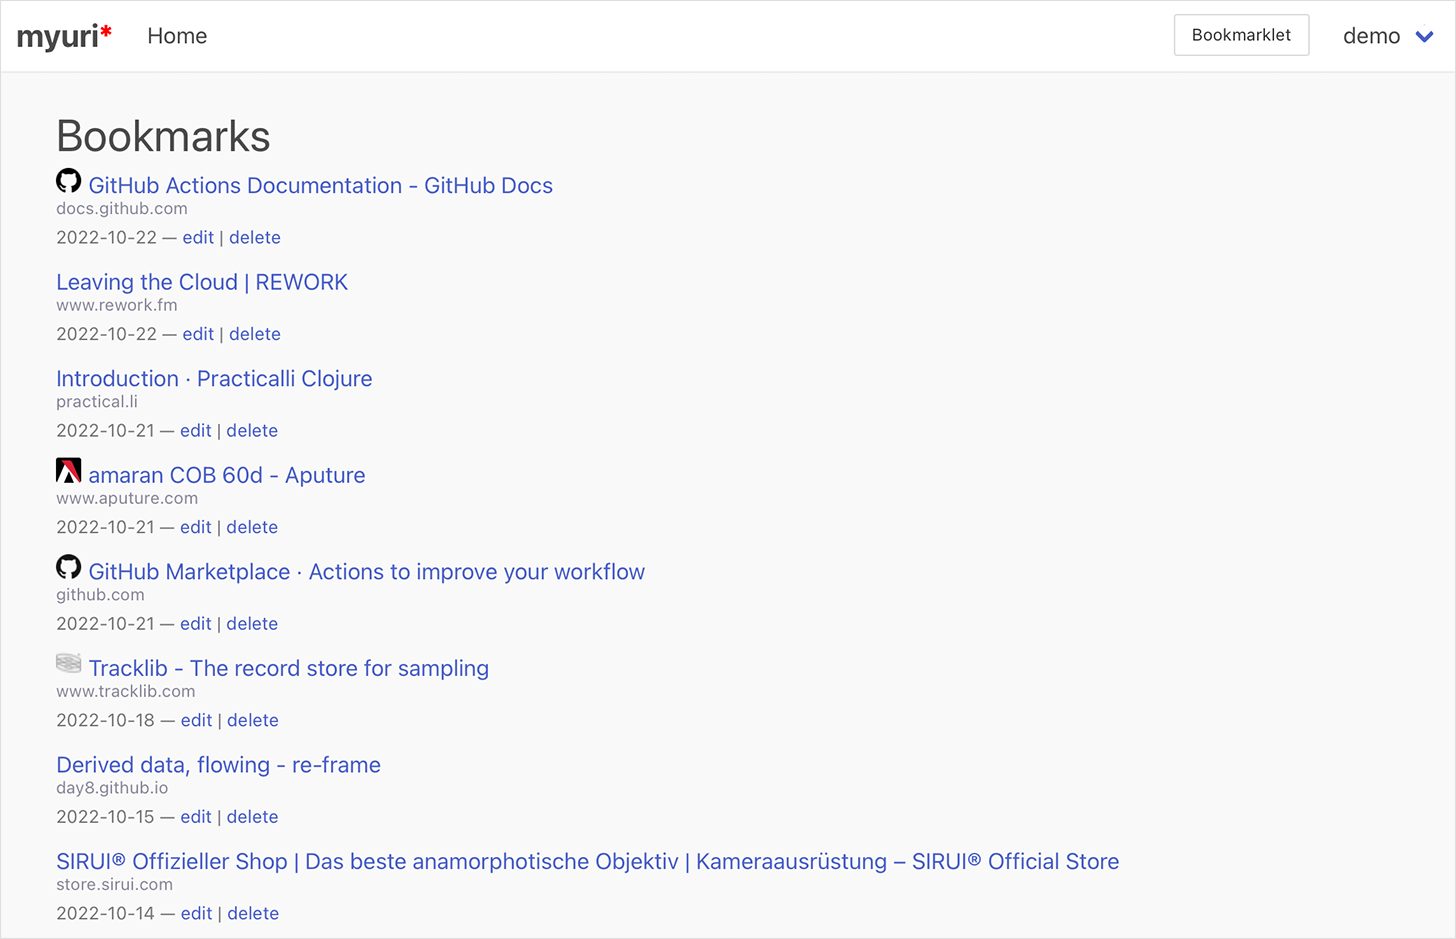 myuri* Home Bookmarklet demo
Bookmarks
GitHub Actions Documentation - GitHub Docs
docs.github.com
2022-10-22 — edit | delete
Leaving the Cloud | REWORK
www.rework.fm
2022-10-22 — edit | delete
Introduction · Practicalli Clojure
practical.li
2022-10-21 — edit | delete
amaran COB 60d - Aputure
www.aputure.com
2022-10-21 — edit | delete
GitHub Marketplace · Actions to improve your workflow
github.com
2022-10-21 — edit | delete
Tracklib - The record store for sampling
www.tracklib.com
2022-10-18 — edit | delete
Derived data, flowing - re-frame
day8.github.io
2022-10-15 — edit | delete
SIRUI® Offizieller Shop | Das beste anamorphotische Objektiv | Kameraausrüstung – SIRUI® Official Store
store.sirui.com
2022-10-14 — edit | delete